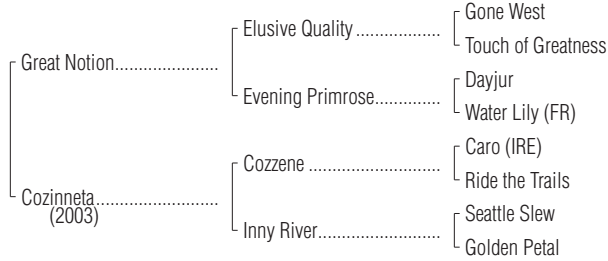 Gone West
Elusive Quality ..................
Touch of Greatness
Great Notion......................
Dayjur
Evening Primrose..............
Water Lily (FR)
Caro (IRE)
Cozzene ...........................
Ride the Trails
Cozinneta..........................
(2003)
Seattle Slew
Inny River..........................
Golden Petal